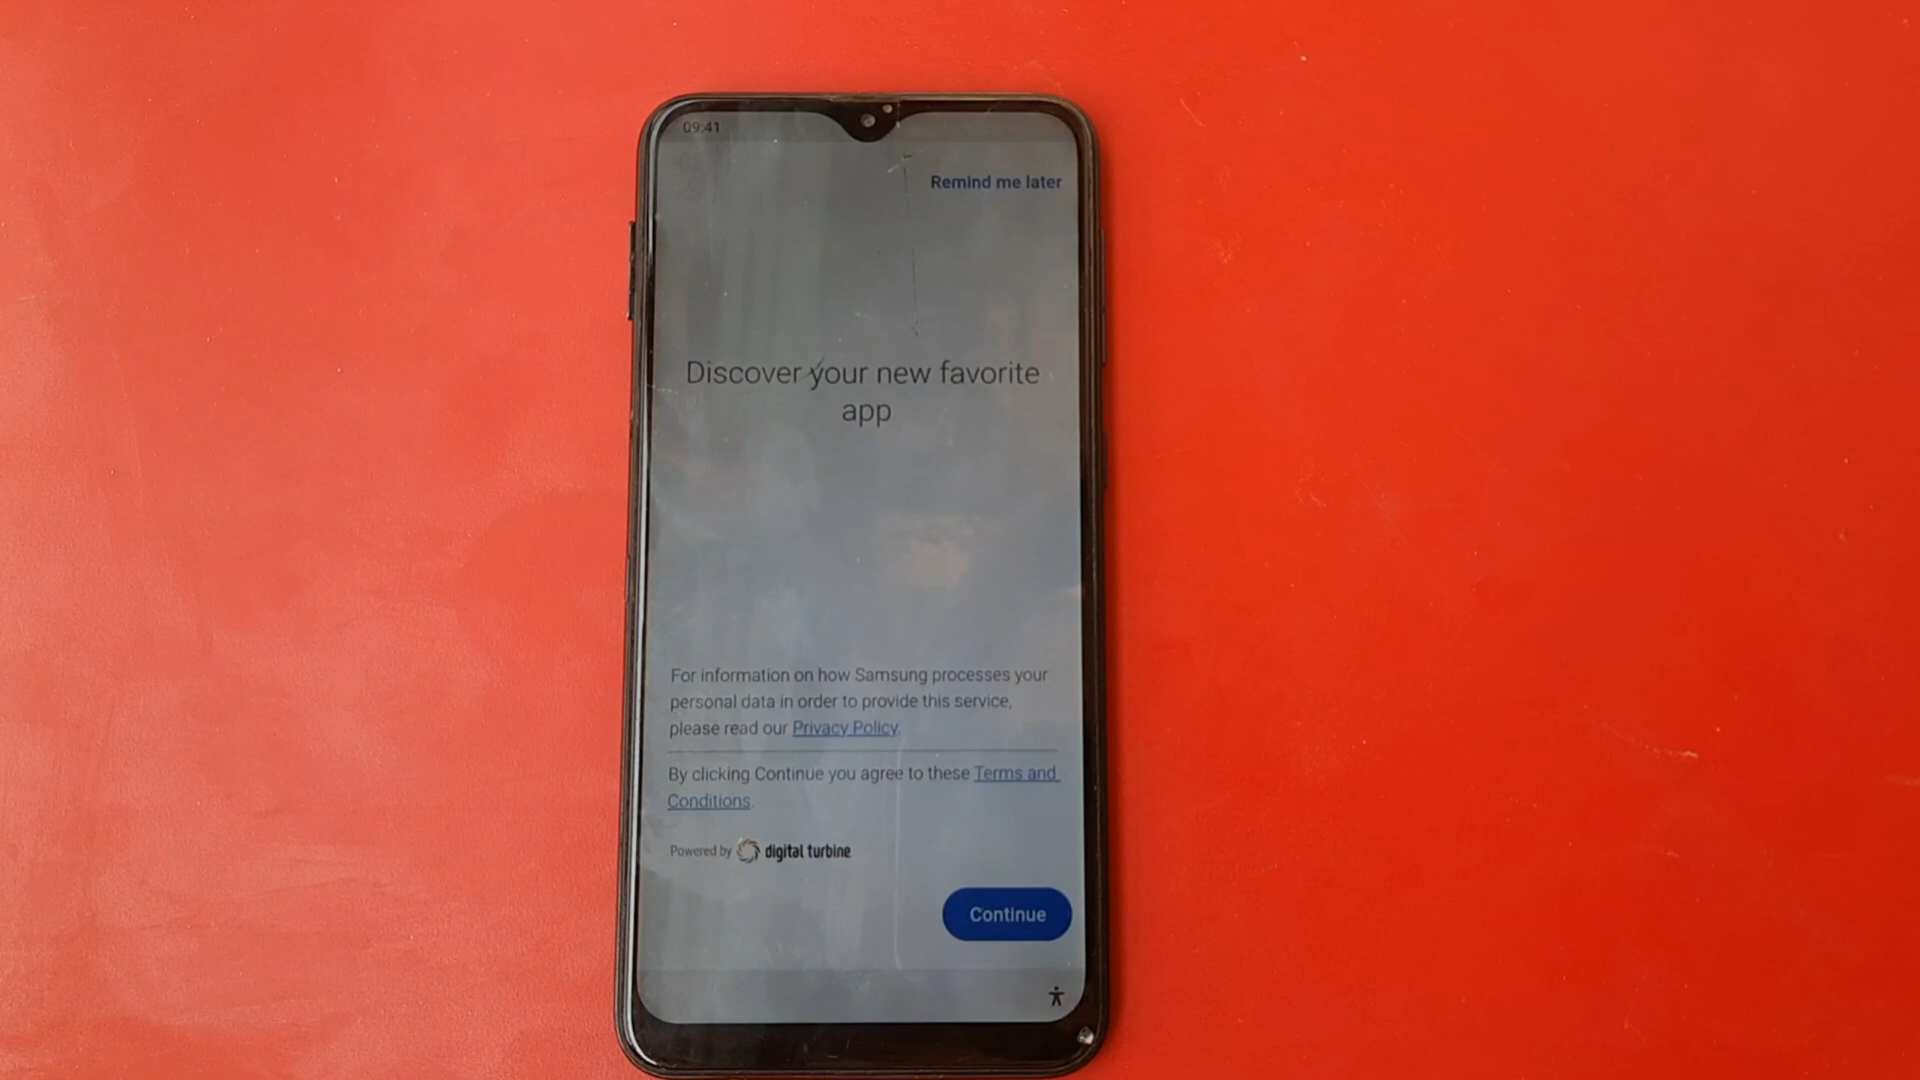 09:41
Remind me later
Discover your new favorite
app
For information on how Samsung processes your
personal data in order to provide this service,
please read our Privacy Policy.
By clicking Continue you agree to these Terms and
Conditions.
Powered by digital turbine
Continue